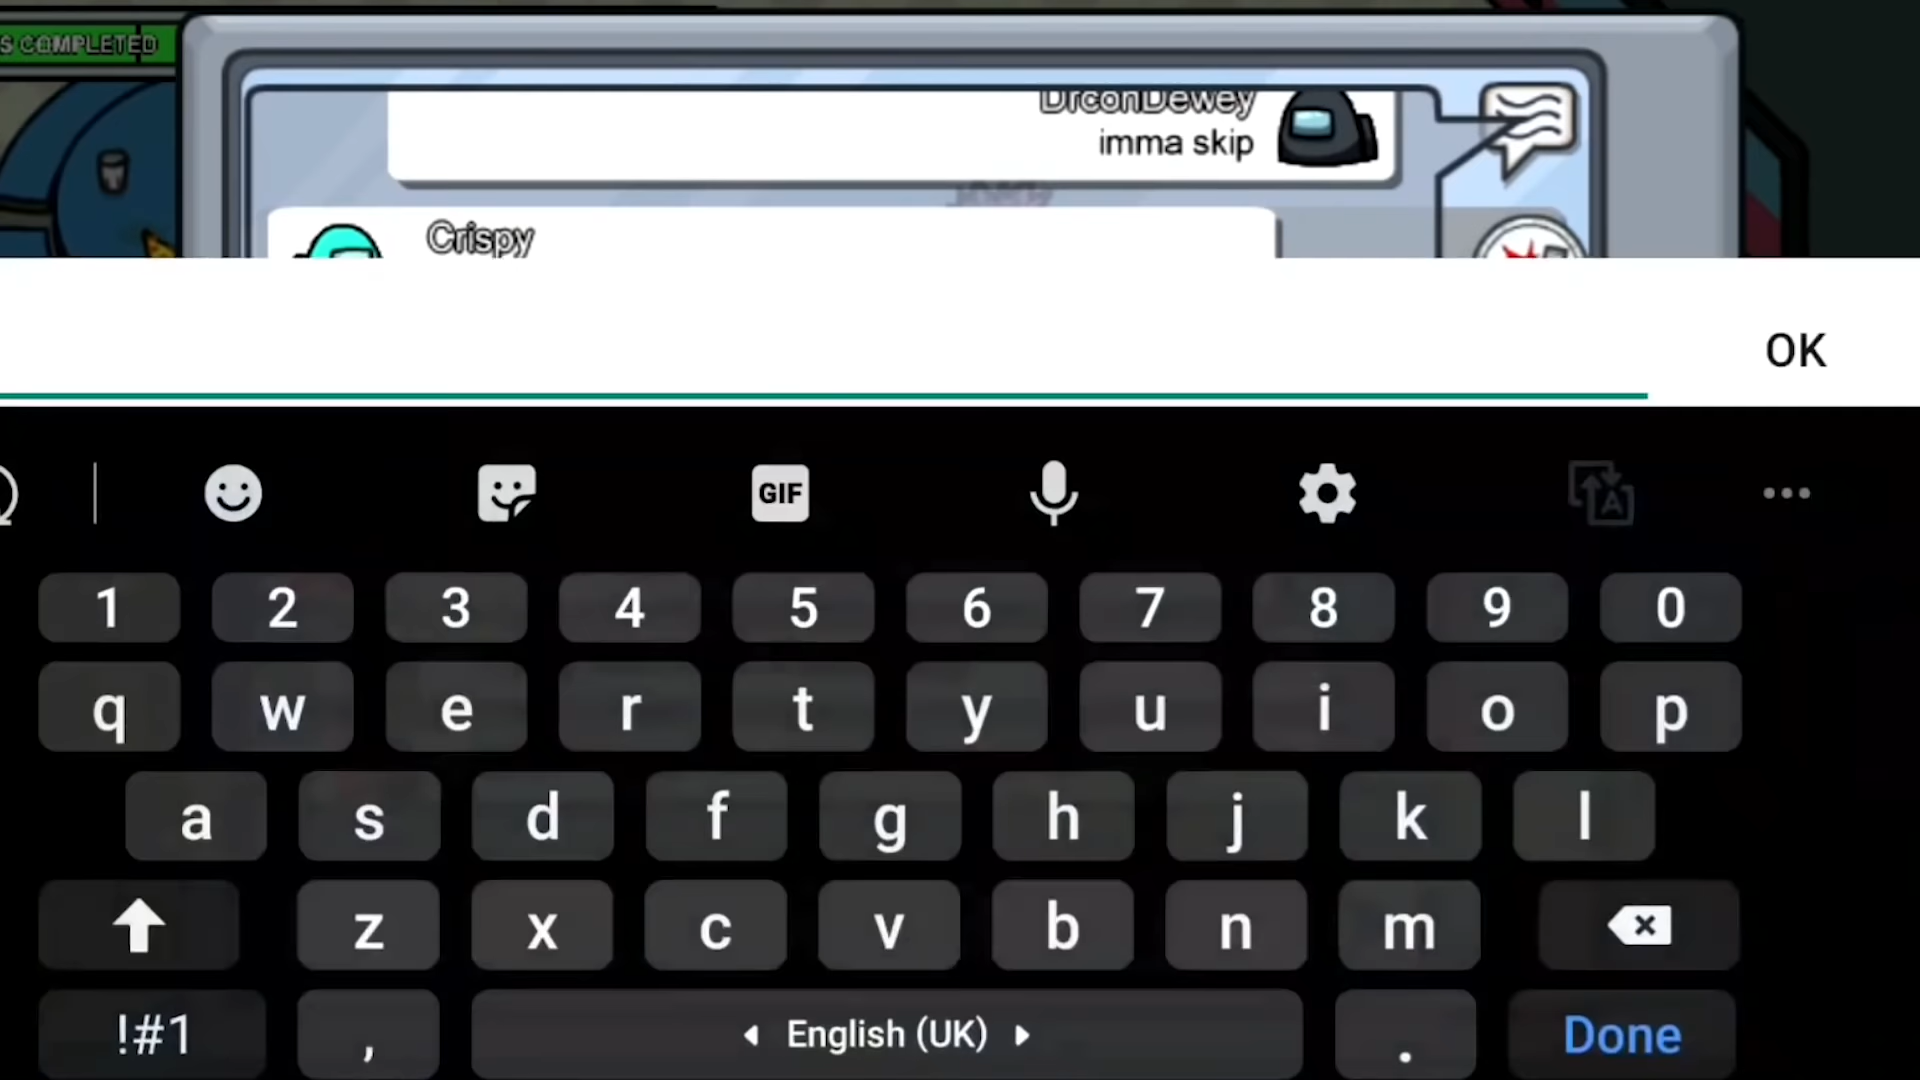 S COMPLETED
DrconDewey
imma skip
Crispy
OK
GIF
1 2 3 4 5 6 7 8 9 0
q w e r t y u i o p
a s d f g h j k l
z x c v b n m
!#1 , English (UK) . Done